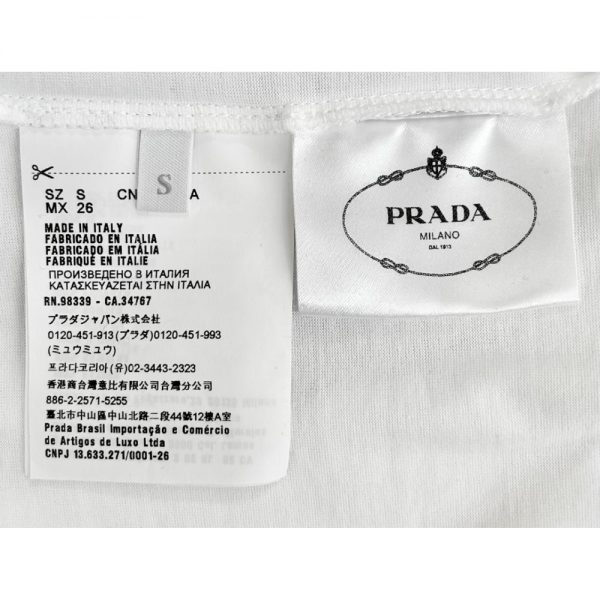 SZ S CN A
MX 26
S
MADE IN ITALY
FABRICADO EN ITALIA
FABRICADO EM ITÁLIA
FABRIQUÉ EN ITALIE
ПРОИЗВЕДЕНО В ИТАЛИЯ
ΚΑΤΑΣΚΕΥΑΖΕΤΑΙ ΣΤΗΝ ΙΤΑΛΙΑ
RN.98339 - CA.34767
プラダジャパン株式会社
0120-451-913(プラダ)0120-451-993
(ミュウミュウ)
프라다코리아(유)02-3443-2323
香港商台灣意比有限公司台灣分公司
886-2-2571-5255
臺北市中山區中山北路二段44號12樓A室
Prada Brasil Importação e Comércio
de Artigos de Luxo Ltda
CNPJ 13.633.271/0001-26
PRADA
MILANO
DAL 1913